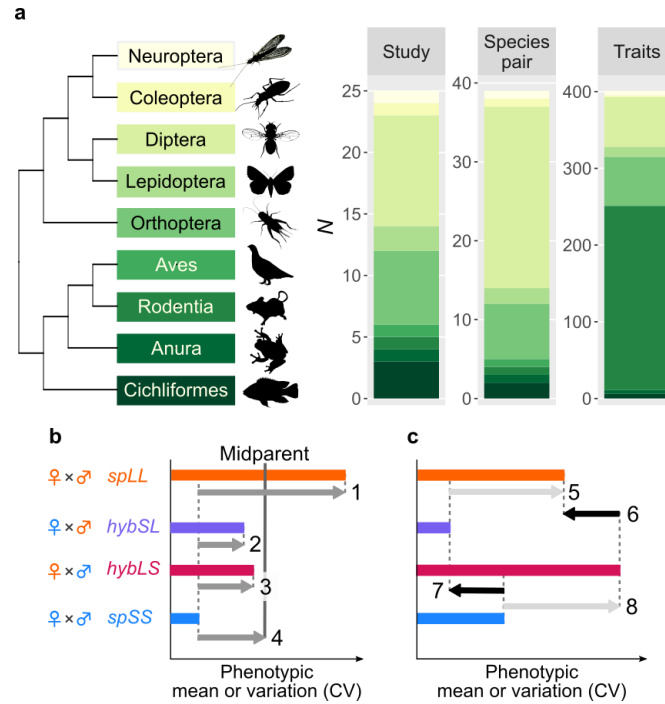 a
Neuroptera
Coleoptera
Diptera
Lepidoptera
Orthoptera
Aves
Rodentia
Anura
Cichliformes
Study
Species
pair
Traits
N
25
20
15
10
5
0
40
30
20
10
0
400
300
200
100
0
b
Midparent
♀×♂ spLL
♀×♂ hybSL
♀×♂ hybLS
♀×♂ spSS
1
2
3
4
Phenotypic
mean or variation (CV)
c
5
6
7
8
Phenotypic
mean or variation (CV)